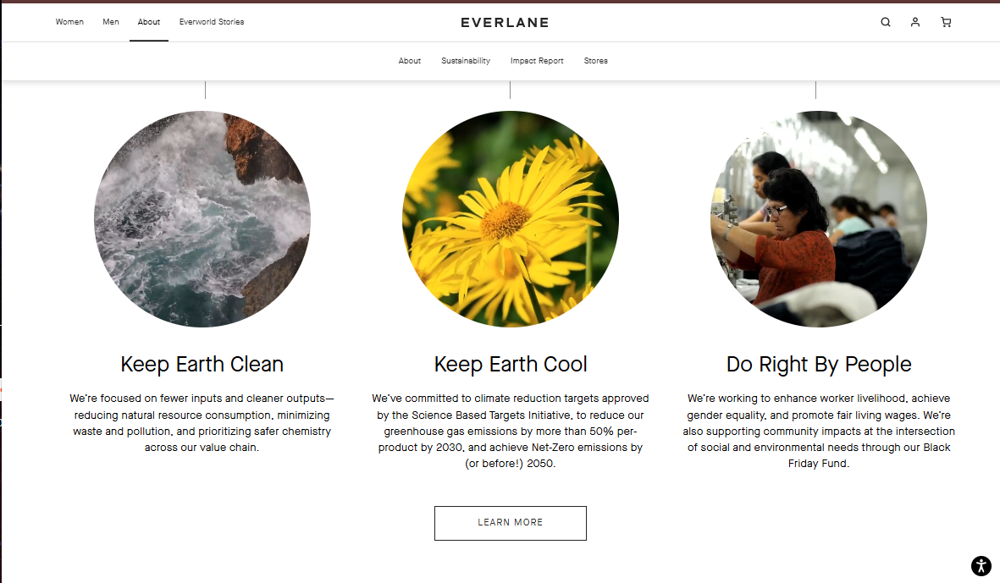 Women Men About Everworld Stories EVERLANE
About Sustainability Impact Report Stores
Keep Earth Clean
We're focused on fewer inputs and cleaner outputs—
reducing natural resource consumption, minimizing
waste and pollution, and prioritizing safer chemistry
across our value chain.
Keep Earth Cool
We've committed to climate reduction targets approved
by the Science Based Targets Initiative, to reduce our
greenhouse gas emissions by more than 50% per-
product by 2030, and achieve Net-Zero emissions by
(or before!) 2050.
Do Right By People
We're working to enhance worker livelihood, achieve
gender equality, and promote fair living wages. We're
also supporting community impacts at the intersection
of social and environmental needs through our Black
Friday Fund.
LEARN MORE